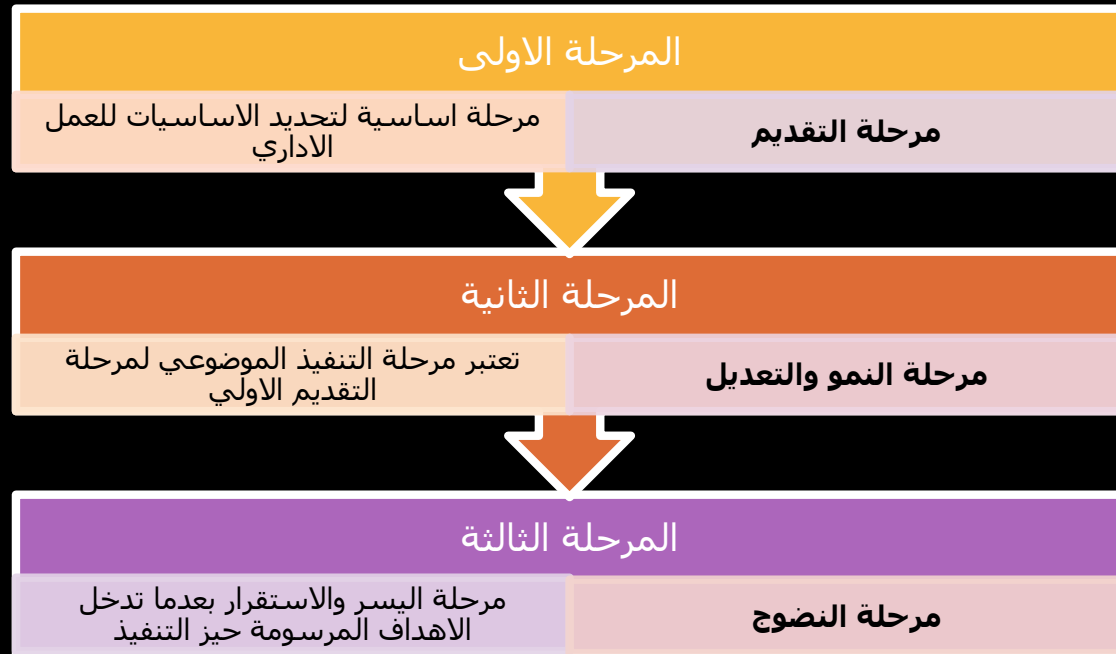 المرحلة الاولى
مرحلة التقديم
مرحلة اساسية لتحديد الاساسيات للعمل
الاداري
المرحلة الثانية
مرحلة النمو والتعديل
تعتبر مرحلة التنفيذ الموضوعي لمرحلة
التقديم الاولي
المرحلة الثالثة
مرحلة النضوج
مرحلة اليسر والاستقرار بعدما تدخل
الاهداف المرسومة حيز التنفيذ